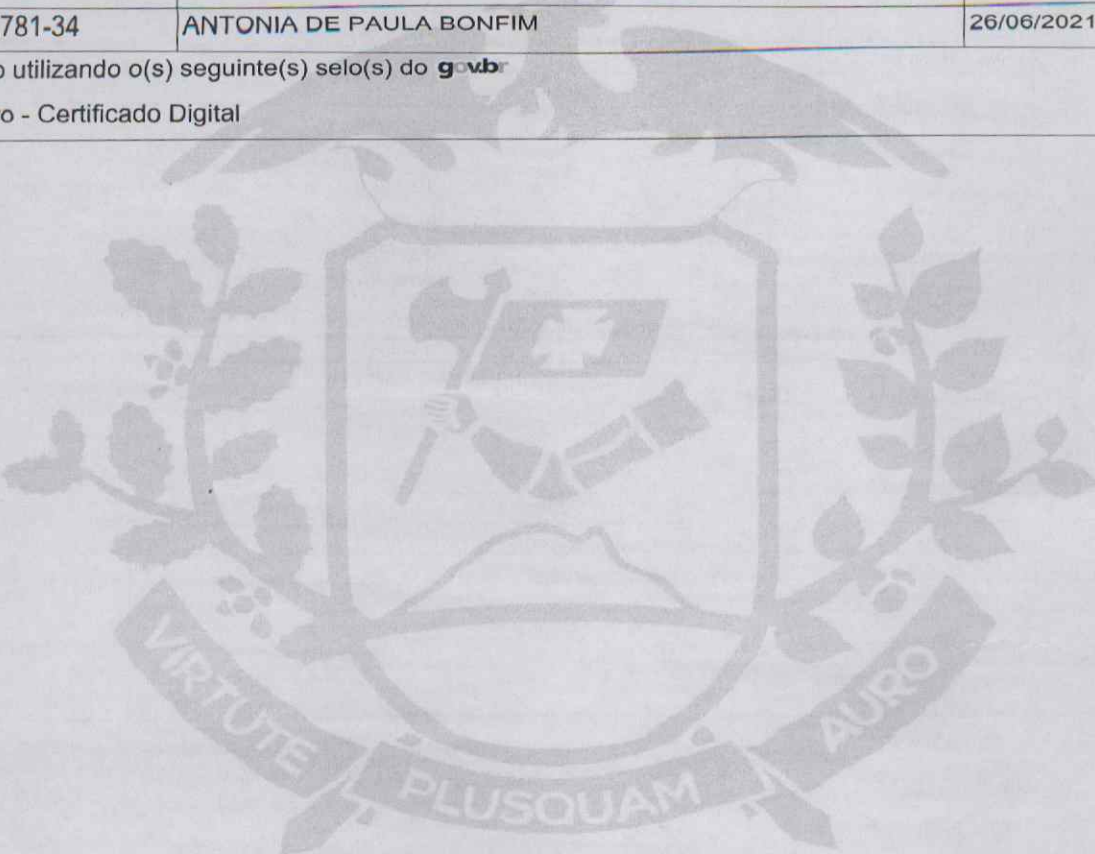 781-34 ANTONIA DE PAULA BONFIM 26/06/2021
o utilizando o(s) seguinte(s) selo(s) do gov.br
o - Certificado Digital
VIRTUTE PLUSQUAM AURO